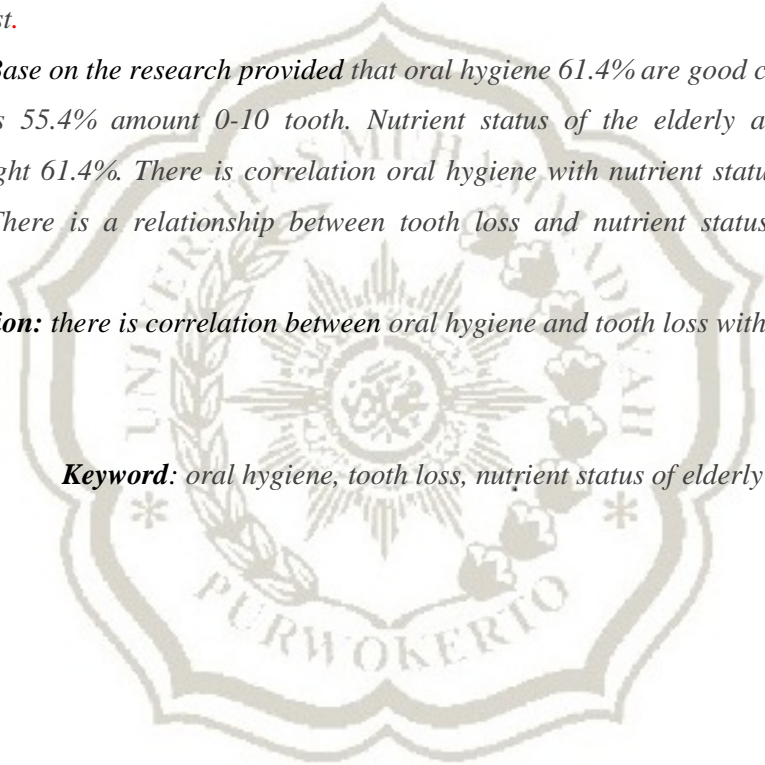 st.
Base on the research provided that oral hygiene 61.4% are good c
s 55.4% amount 0-10 tooth. Nutrient status of the elderly a
ght 61.4%. There is correlation oral hygiene with nutrient statu
There is a relationship between tooth loss and nutrient status
ion: there is correlation between oral hygiene and tooth loss with
Keyword: oral hygiene, tooth loss, nutrient status of elderly
UNIVERSITAS MUHAMMADIYAH
PURWOKERTO